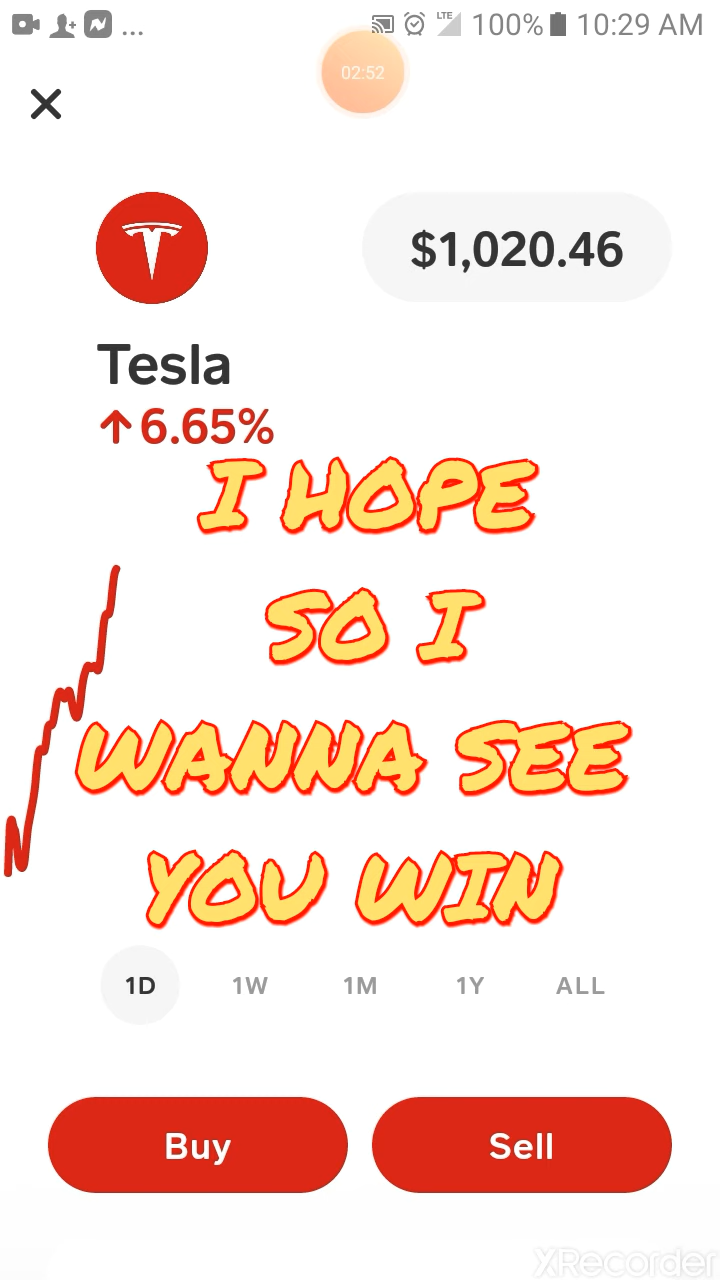 ... LTE 100% 10:29 AM
02:52
$1,020.46
Tesla
↑6.65%
I HOPE
SO I
WANNA SEE
YOU WIN
1D 1W 1M 1Y ALL
Buy Sell
XRecorder